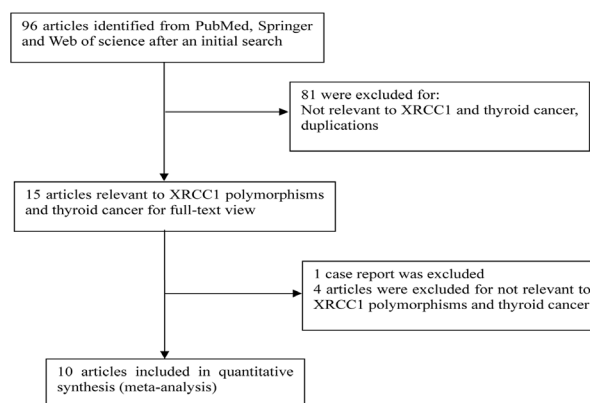 96 articles identified from PubMed, Springer
and Web of science after an initial search
81 were excluded for:
Not relevant to XRCC1 and thyroid cancer,
duplications
15 articles relevant to XRCC1 polymorphisms
and thyroid cancer for full-text view
1 case report was excluded
4 articles were excluded for not relevant to
XRCC1 polymorphisms and thyroid cancer
10 articles included in quantitative
synthesis (meta-analysis)